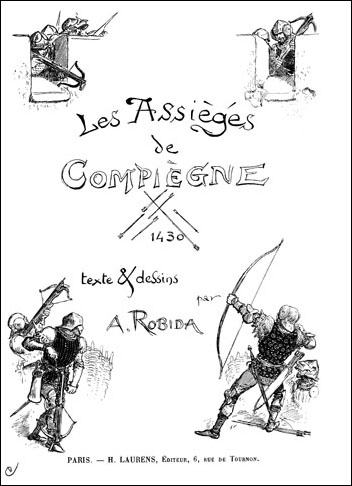 Les Assiégés
de
COMPIÈGNE
1430
texte & dessins
par
A. ROBIDA
PARIS. — H. LAURENS, ÉDITEUR, 6, RUE DE TOURNON.